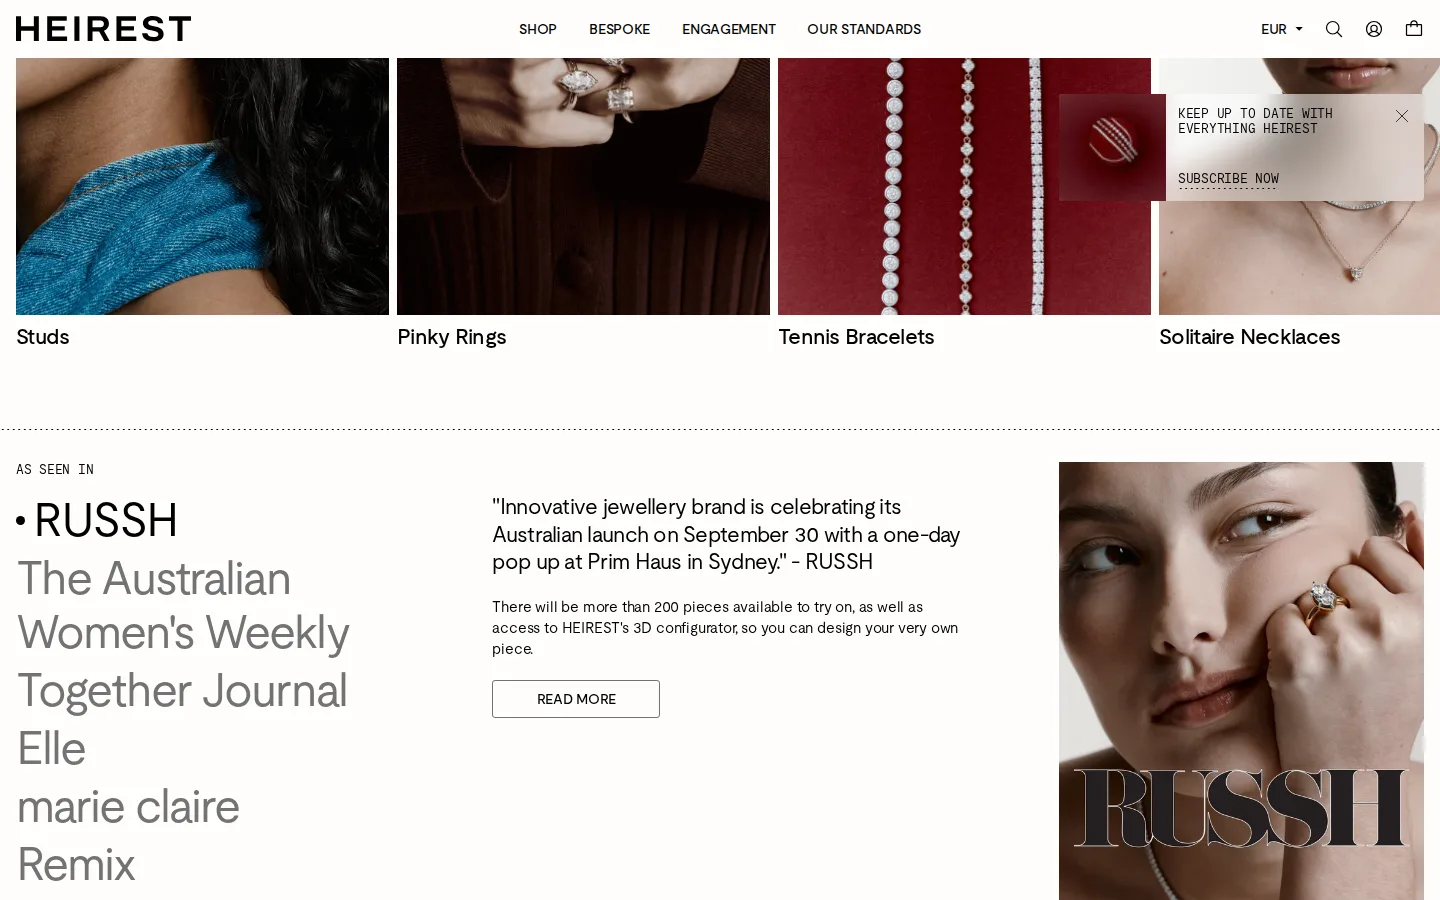 HEIREST
SHOP
BESPOKE
ENGAGEMENT
OUR STANDARDS
EUR
KEEP UP TO DATE WITH
EVERYTHING HEIREST
SUBSCRIBE NOW
Studs
Pinky Rings
Tennis Bracelets
Solitaire Necklaces
AS SEEN IN
• RUSSH
The Australian
Women's Weekly
Together Journal
Elle
marie claire
Remix
"Innovative jewellery brand is celebrating its
Australian launch on September 30 with a one-day
pop up at Prim Haus in Sydney." - RUSSH
There will be more than 200 pieces available to try on, as well as
access to HEIREST's 3D configurator, so you can design your very own
piece.
READ MORE
RUSSH